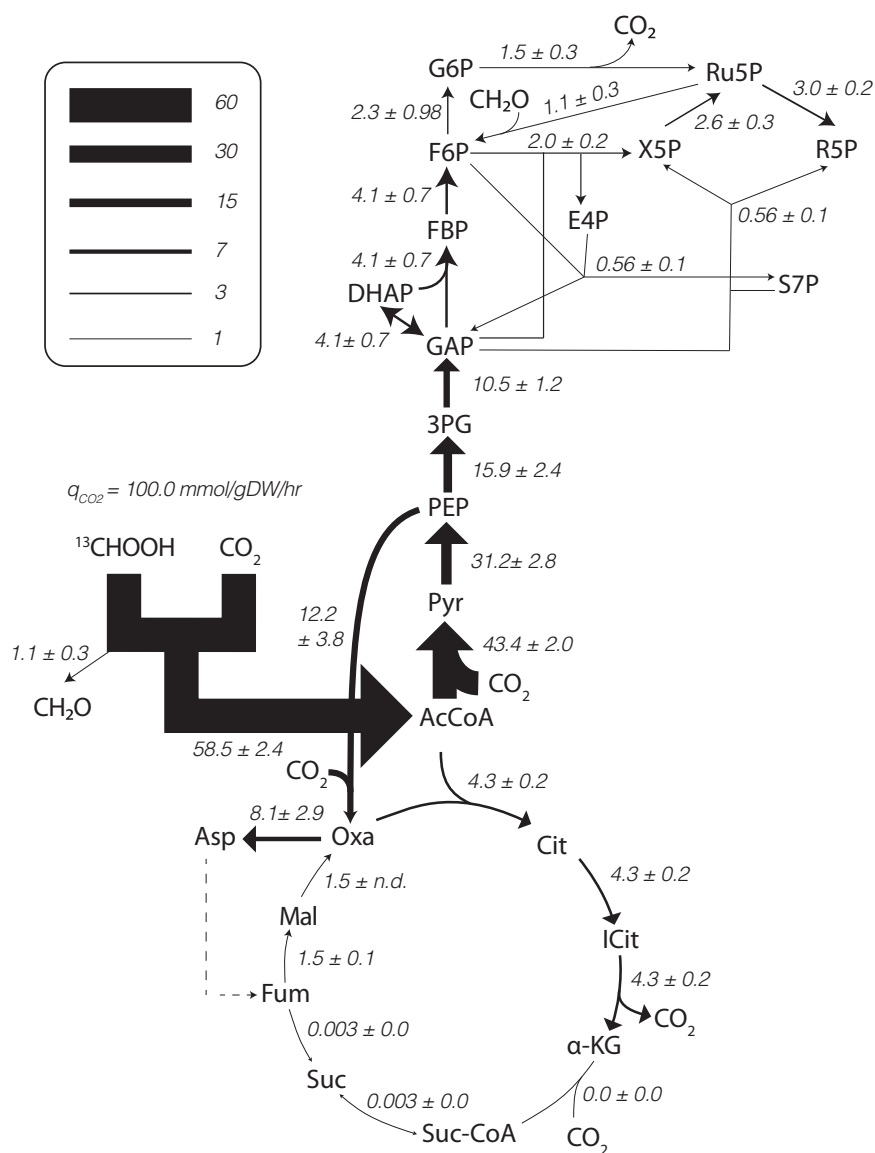 CO₂
1.5 ± 0.3
G6P
Ru5P
60
CH₂O
1.1 ± 0.3
3.0 ± 0.2
2.3 ± 0.98
2.6 ± 0.3
30
F6P
2.0 ± 0.2
X5P
R5P
4.1 ± 0.7
15
E4P
0.56 ± 0.1
FBP
7
4.1 ± 0.7
0.56 ± 0.1
DHAP
S7P
3
4.1± 0.7
GAP
1
10.5 ± 1.2
3PG
15.9 ± 2.4
q_CO2 = 100.0 mmol/gDW/hr
PEP
¹³CHOOH
CO₂
31.2± 2.8
Pyr
12.2
± 3.8
43.4 ± 2.0
1.1 ± 0.3
CO₂
CH₂O
AcCoA
58.5 ± 2.4
CO₂
4.3 ± 0.2
8.1± 2.9
Asp
Oxa
Cit
4.3 ± 0.2
1.5 ± n.d.
Mal
ICit
1.5 ± 0.1
4.3 ± 0.2
Fum
CO₂
0.003 ± 0.0
α-KG
Suc
0.003 ± 0.0
0.0 ± 0.0
Suc-CoA
CO₂